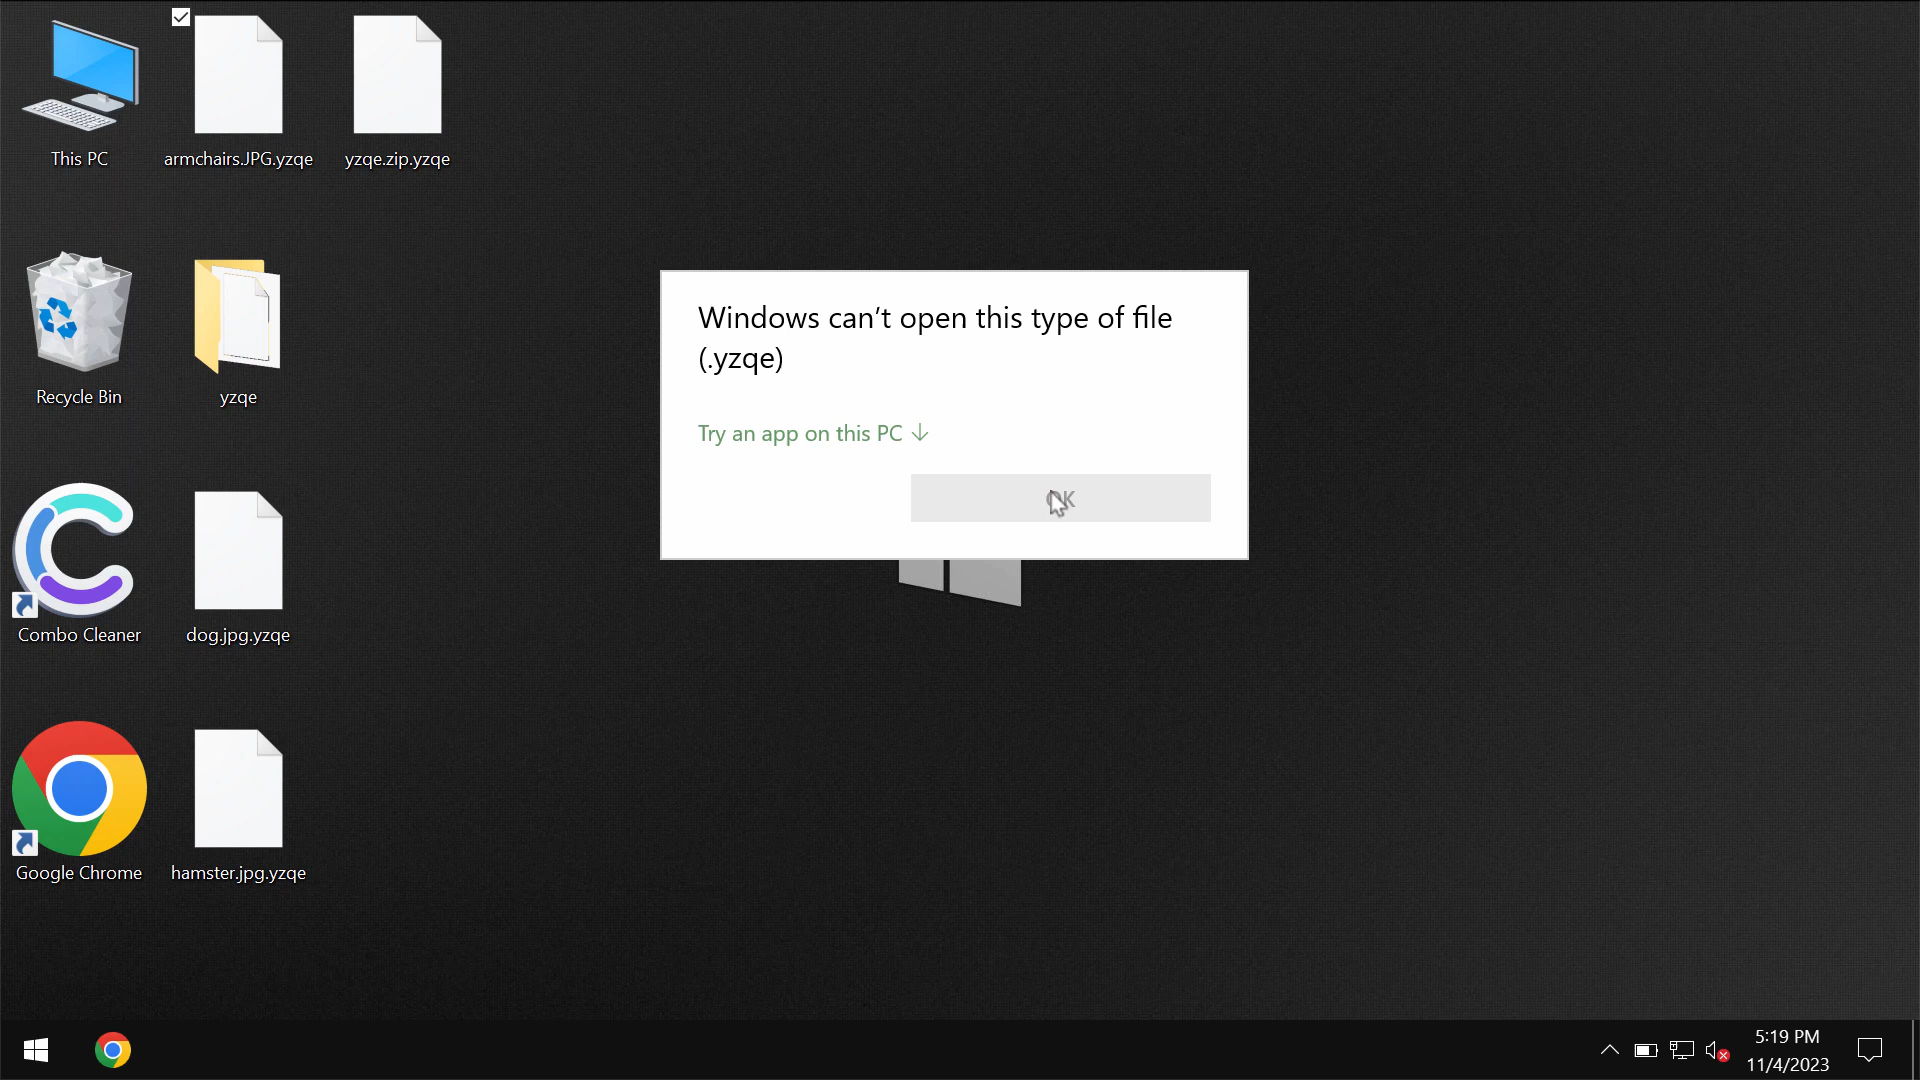 This PC
armchairs.JPG.yzqe
yzqe.zip.yzqe
Recycle Bin
yzqe
Combo Cleaner
dog.jpg.yzqe
Google Chrome
hamster.jpg.yzqe
Windows can't open this type of file
(.yzqe)
Try an app on this PC
OK
5:19 PM
11/4/2023